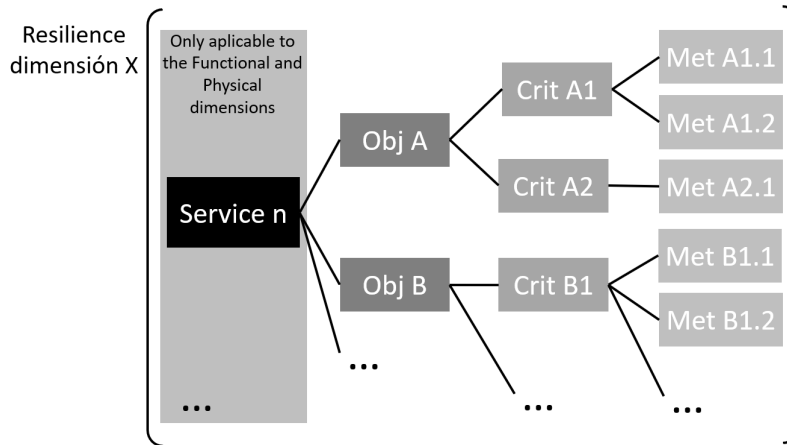 Resilience
dimensión X
Only aplicable to
the Functional and
Physical
dimensions
Service n
...
Obj A
Obj B
...
Crit A1
Crit A2
Crit B1
...
Met A1.1
Met A1.2
Met A2.1
Met B1.1
Met B1.2
...